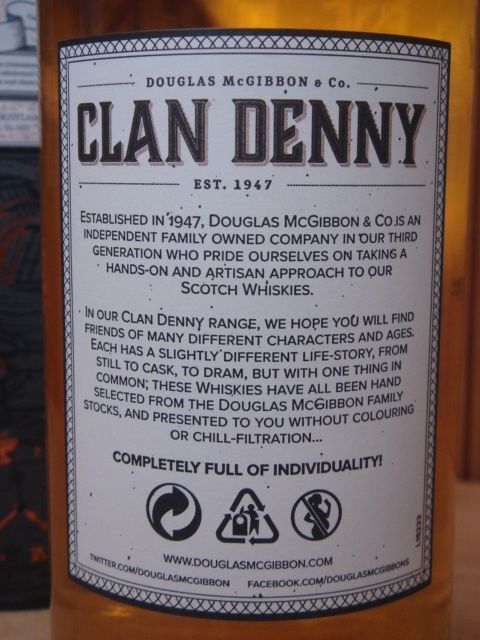 DOUGLAS McGIBBON & Co.
CLAN DENNY
EST. 1947
ESTABLISHED IN 1947, DOUGLAS McGIBBON & CO IS AN
INDEPENDENT FAMILY OWNED COMPANY IN OUR THIRD
GENERATION WHO PRIDE OURSELVES ON TAKING A
HANDS-ON AND ARTISAN APPROACH TO OUR
SCOTCH WHISKIES.
IN OUR CLAN DENNY RANGE, WE HOPE YOU WILL FIND
FRIENDS OF MANY DIFFERENT CHARACTERS AND AGES.
EACH HAS A SLIGHTLY DIFFERENT LIFE-STORY, FROM
STILL TO CASK, TO DRAM, BUT WITH ONE THING IN
COMMON; THESE WHISKIES HAVE ALL BEEN HAND
SELECTED FROM THE DOUGLAS McGIBBON FAMILY
STOCKS, AND PRESENTED TO YOU WITHOUT COLOURING
OR CHILL-FILTRATION...
COMPLETELY FULL OF INDIVIDUALITY!
WWW.DOUGLASMCGIBBON.COM
TWITTER.COM/DOUGLASMCGIBBON FACEBOOK.COM/DOUGLASMCGIBBONS